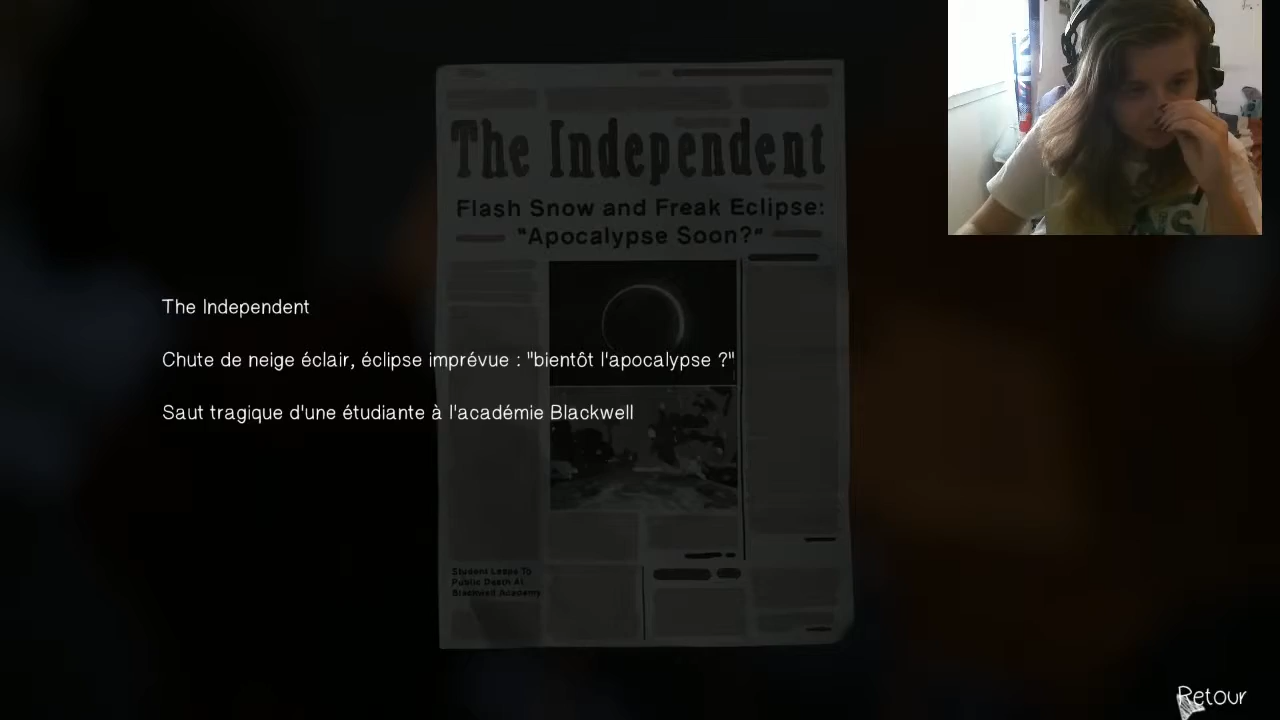 The Independent
Flash Snow and Freak Eclipse:
"Apocalypse Soon?"
The Independent
Chute de neige éclair, éclipse imprévue : "bientôt l'apocalypse ?"
Saut tragique d'une étudiante à l'académie Blackwell
Student Leaps To
Public Death At
Blackwell Academy
Retour